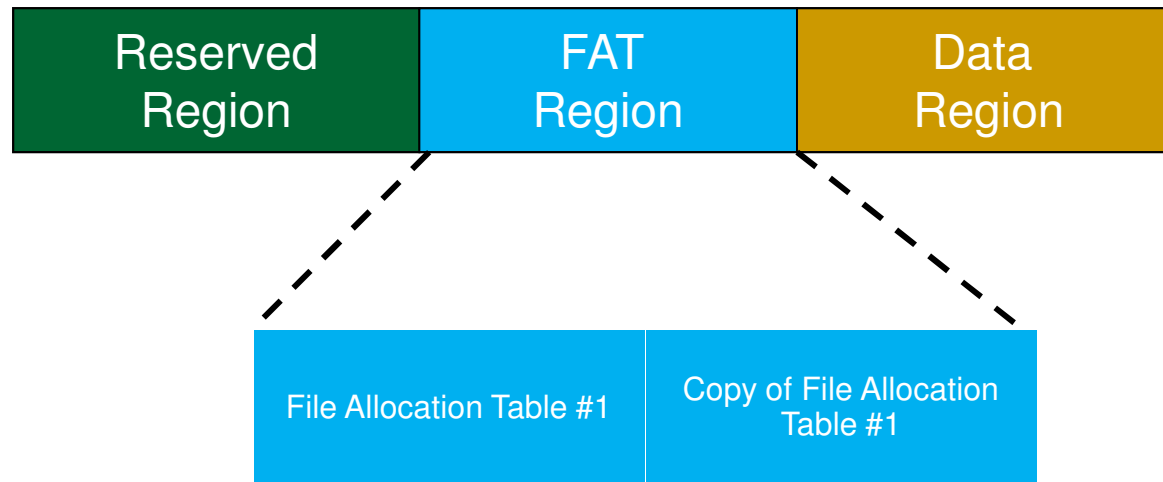 Reserved
Region
FAT
Region
Data
Region
File Allocation Table #1
Copy of File Allocation
Table #1